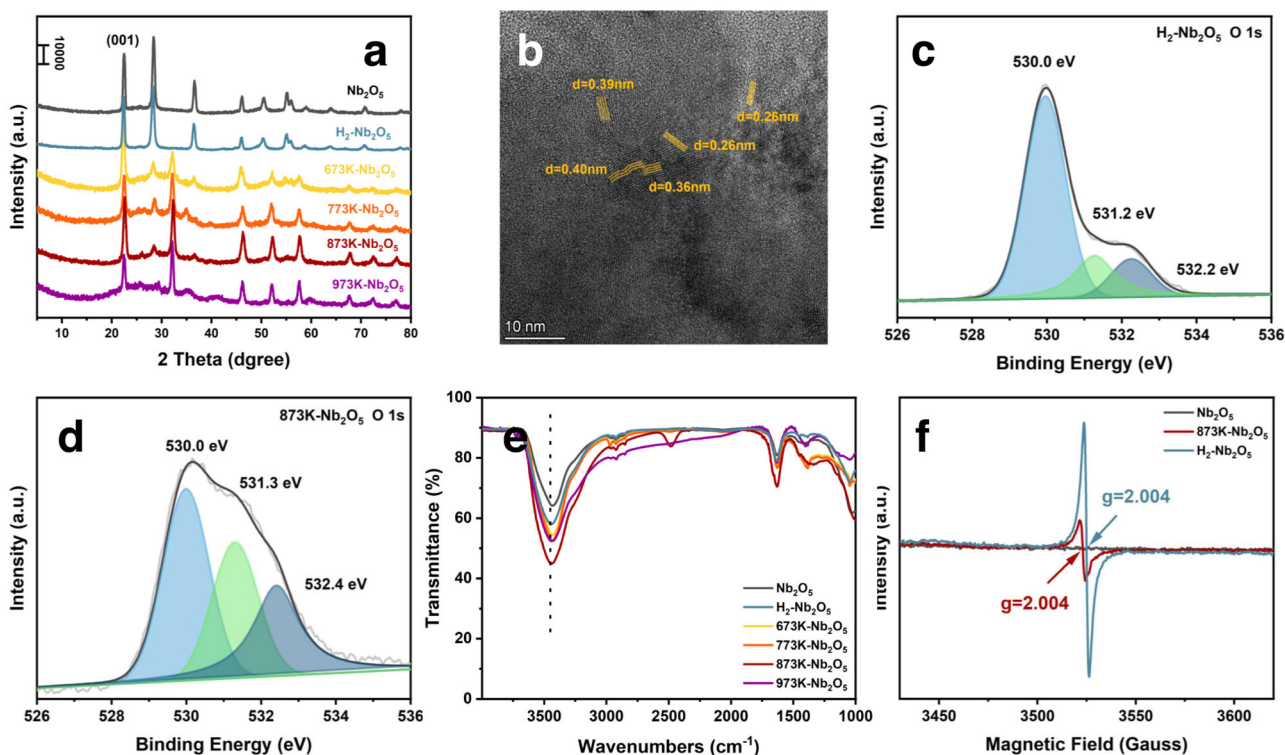 a
10000
(001)
Nb₂O₅
H₂-Nb₂O₅
673K-Nb₂O₅
773K-Nb₂O₅
873K-Nb₂O₅
973K-Nb₂O₅
Intensity (a.u.)
10 20 30 40 50 60 70 80
2 Theta (dgree)
b
d=0.39nm
d=0.26nm
d=0.26nm
d=0.40nm
d=0.36nm
10 nm
c
H₂-Nb₂O₅ O 1s
530.0 eV
531.2 eV
532.2 eV
Intensity (a.u.)
526 528 530 532 534 536
Binding Energy (eV)
d
873K-Nb₂O₅ O 1s
530.0 eV
531.3 eV
532.4 eV
Intensity (a.u.)
526 528 530 532 534 536
Binding Energy (eV)
e
100
80
60
40
20
0
Transmittance (%)
Nb₂O₅
H₂-Nb₂O₅
673K-Nb₂O₅
773K-Nb₂O₅
873K-Nb₂O₅
973K-Nb₂O₅
3500 3000 2500 2000 1500 1000
Wavenumbers (cm⁻¹)
f
Nb₂O₅
873K-Nb₂O₅
H₂-Nb₂O₅
g=2.004
g=2.004
Intensity (a.u.)
3450 3500 3550 3600
Magnetic Field (Gauss)